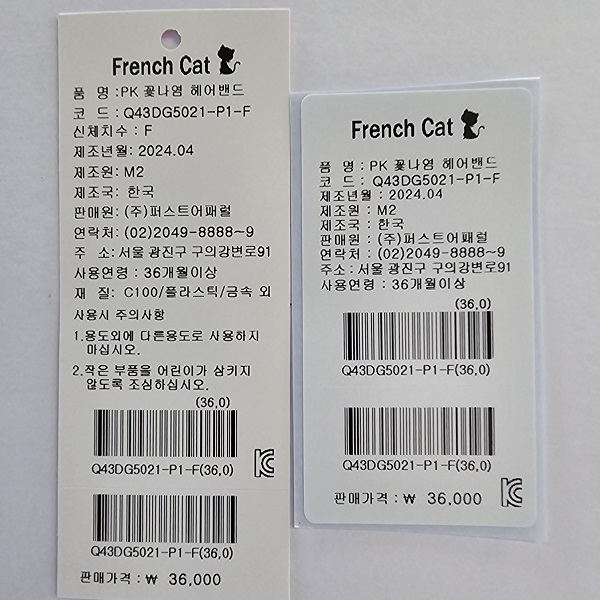 French Cat
품 명 :PK 꽃나염 헤어밴드
코 드 : Q43DG5021-P1-F
신체치수 : F
제조년월: 2024.04
제조원: M2
제조국: 한국
판매원: (주)퍼스트어패럴
연락처: (02)2049-8888~9
주 소: 서울 광진구 구의강변로91
사용연령 : 36개월이상
재 질: C100/플라스틱/금속 외
사용시 주의사항
1.용도외에 다른용도로 사용하지
마십시오.
2.작은 부품을 어린이가 삼키지
않도록 조심하십시오.
(36,0)
Q43DG5021-P1-F(36,0)
Q43DG5021-P1-F(36,0)
판매가격 : ₩ 36,000
French Cat
품 명 : PK 꽃나염 헤어밴드
코 드 : Q43DG5021-P1-F
제조년월 : 2024.04
제조원 : M2
제조국 : 한국
판매원 : (주)퍼스트어패럴
연락처 : (02)2049-8888~9
주소 : 서울 광진구 구의강변로91
사용연령 : 36개월이상
(36,0)
Q43DG5021-P1-F(36,0)
Q43DG5021-P1-F(36,0)
판매가격 : ₩ 36,000